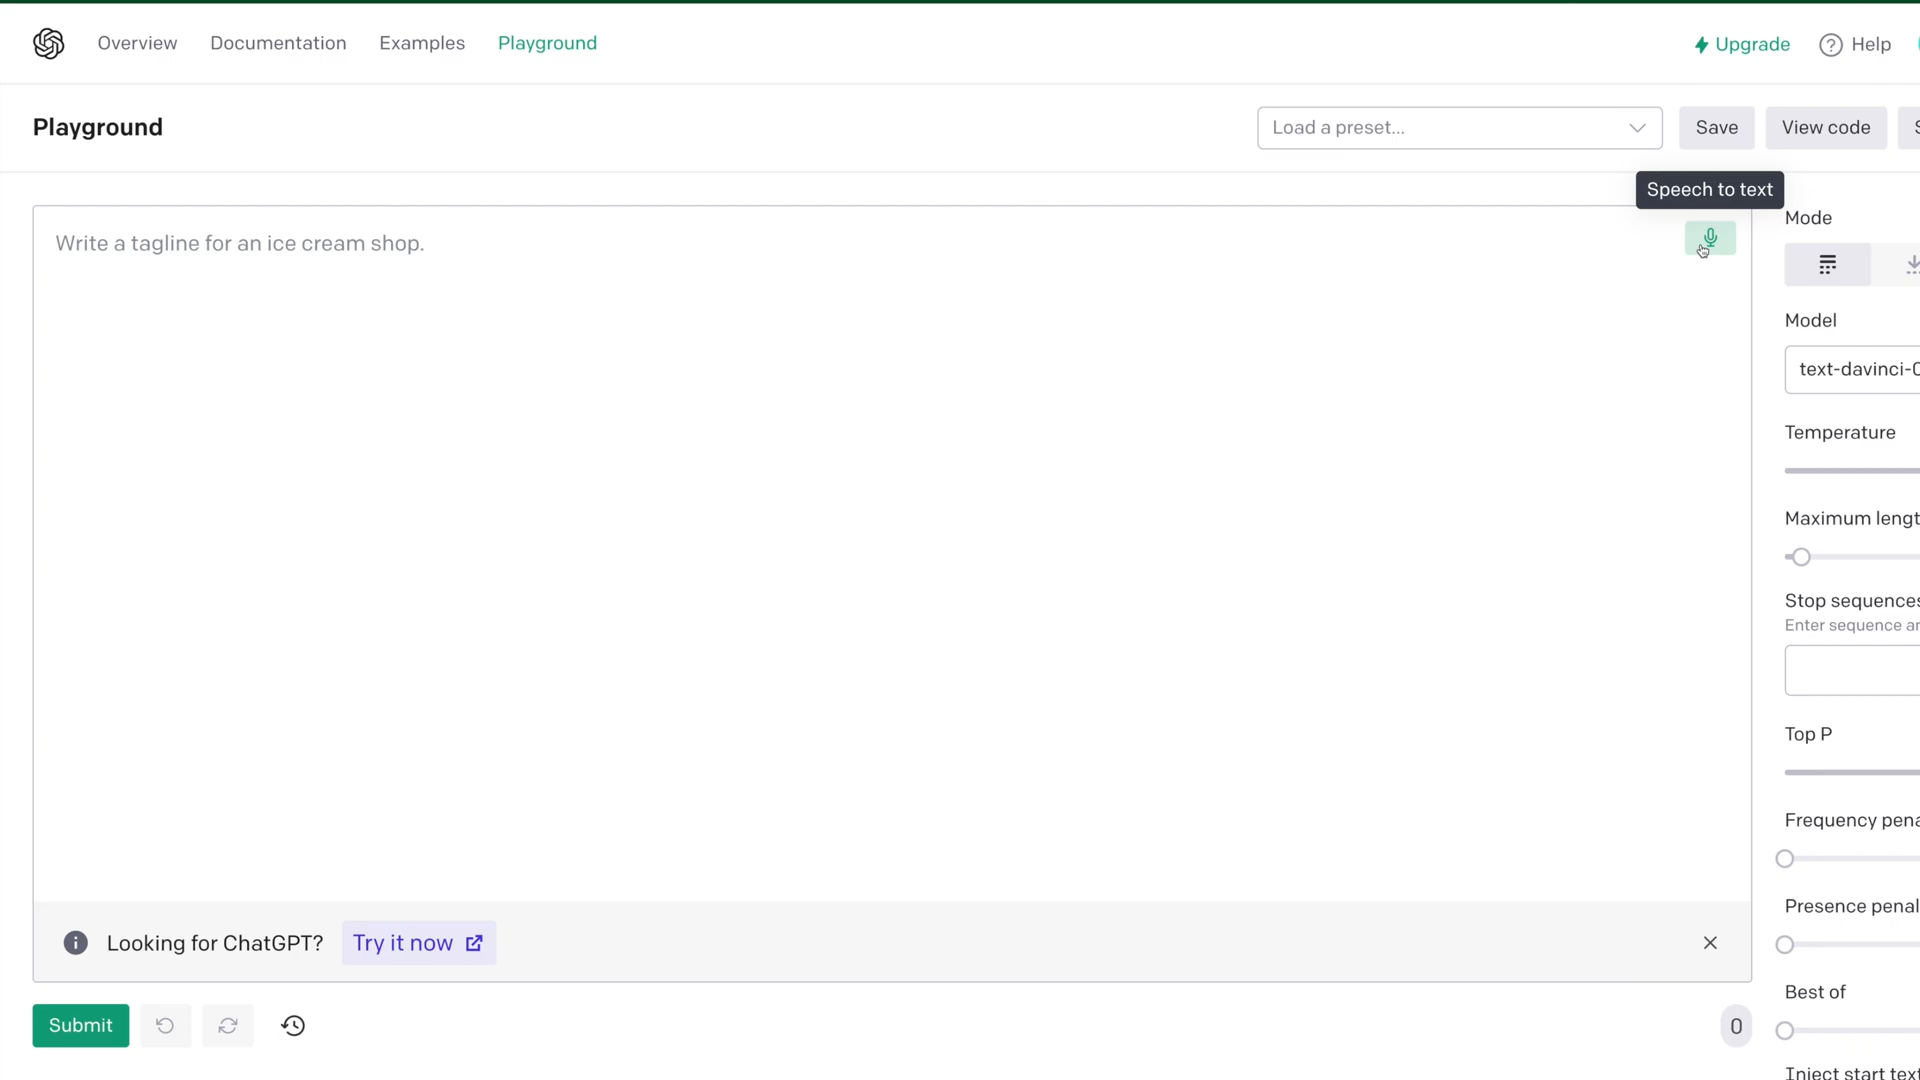 Overview Documentation Examples Playground Upgrade Help
Playground Load a preset... Save View code
Speech to text
Write a tagline for an ice cream shop.
Mode
Model
text-davinci-0
Temperature
Maximum lengt
Stop sequences
Enter sequence an
Top P
Frequency pena
Presence penal
Looking for ChatGPT? Try it now
Best of
Submit 0
Inject start text